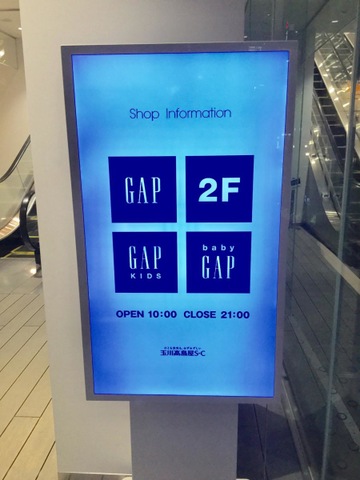 Shop Information
GAP
2F
GAP
KIDS
baby
GAP
OPEN 10:00 CLOSE 21:00
玉川高島屋S・C